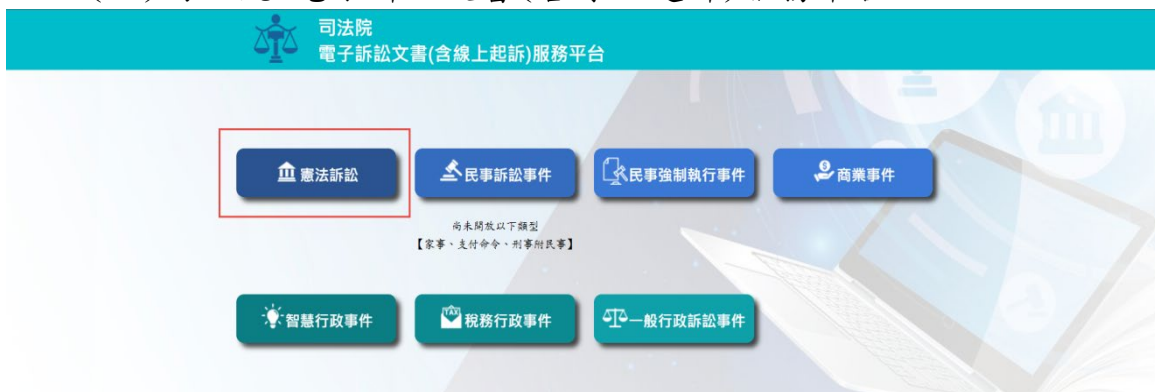 司法院
電子訴訟文書(含線上起訴)服務平台
憲法訴訟
民事訴訟事件
民事強制執行事件
商業事件
尚未開放以下類型
【家事、支付命令、刑事附民事】
智慧行政事件
稅務行政事件
一般行政訴訟事件